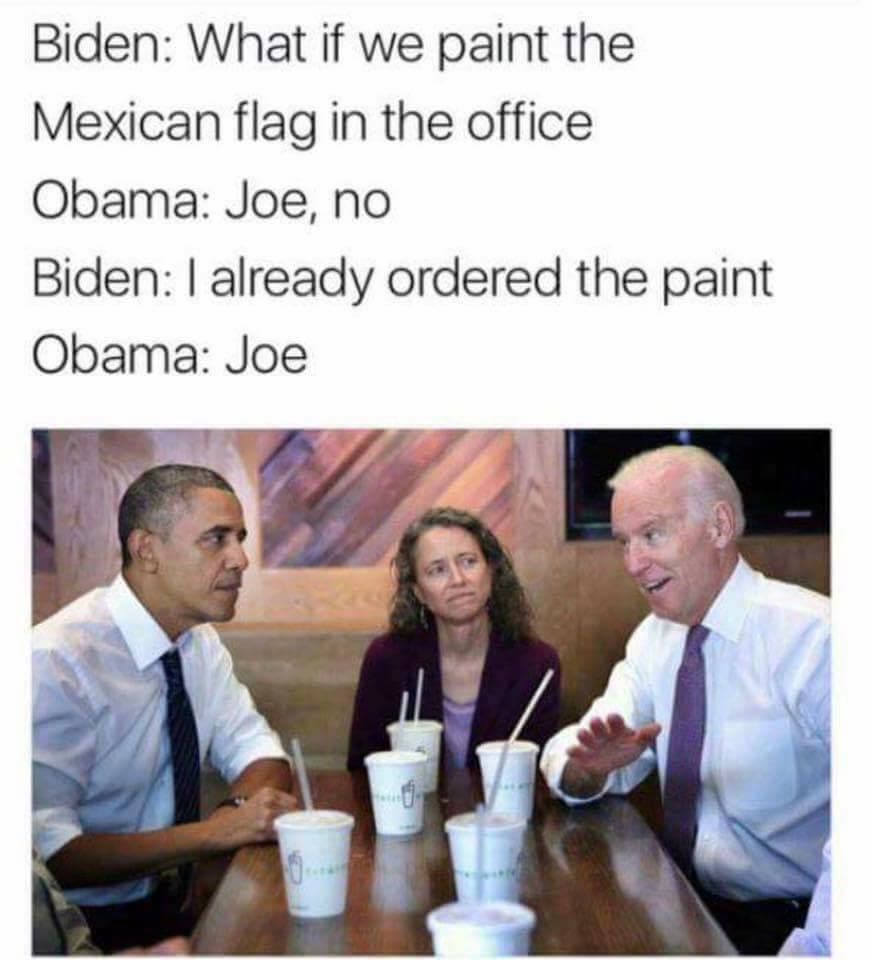 Biden: What if we paint the
Mexican flag in the office
Obama: Joe, no
Biden: I already ordered the paint
Obama: Joe